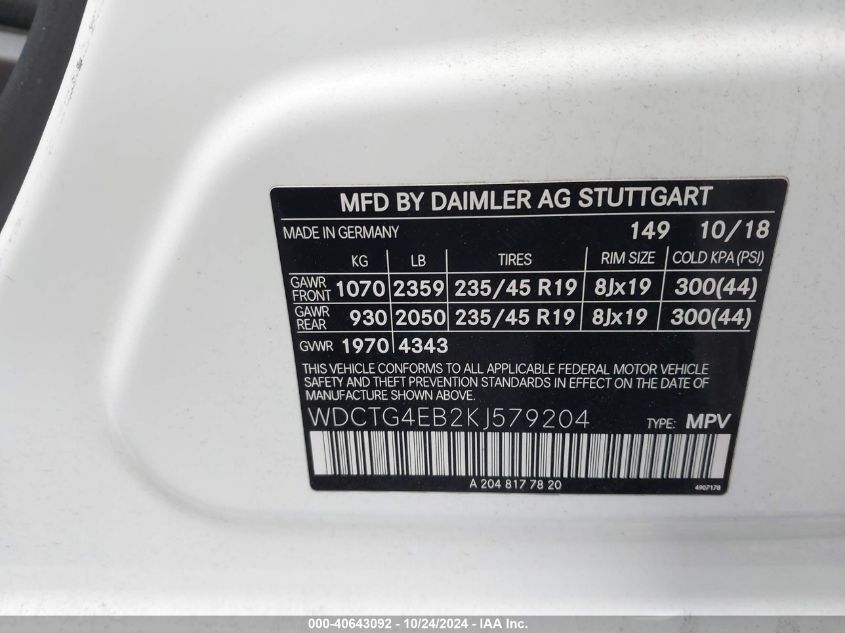 MFD BY DAIMLER AG STUTTGART
MADE IN GERMANY 149 10/18
KG LB TIRES RIM SIZE COLD KPA (PSI)
GAWR FRONT 1070 2359 235/45 R19 8Jx19 300(44)
GAWR REAR 930 2050 235/45 R19 8Jx19 300(44)
GVWR 1970 4343
THIS VEHICLE CONFORMS TO ALL APPLICABLE FEDERAL MOTOR VEHICLE
SAFETY AND THEFT PREVENTION STANDARDS IN EFFECT ON THE DATE OF
MANUFACTURE SHOWN ABOVE.
WDCTG4EB2KJ579204 TYPE: MPV
A 204 817 78 20 4907178
000-40643092 - 10/24/2024 - IAA, Inc.